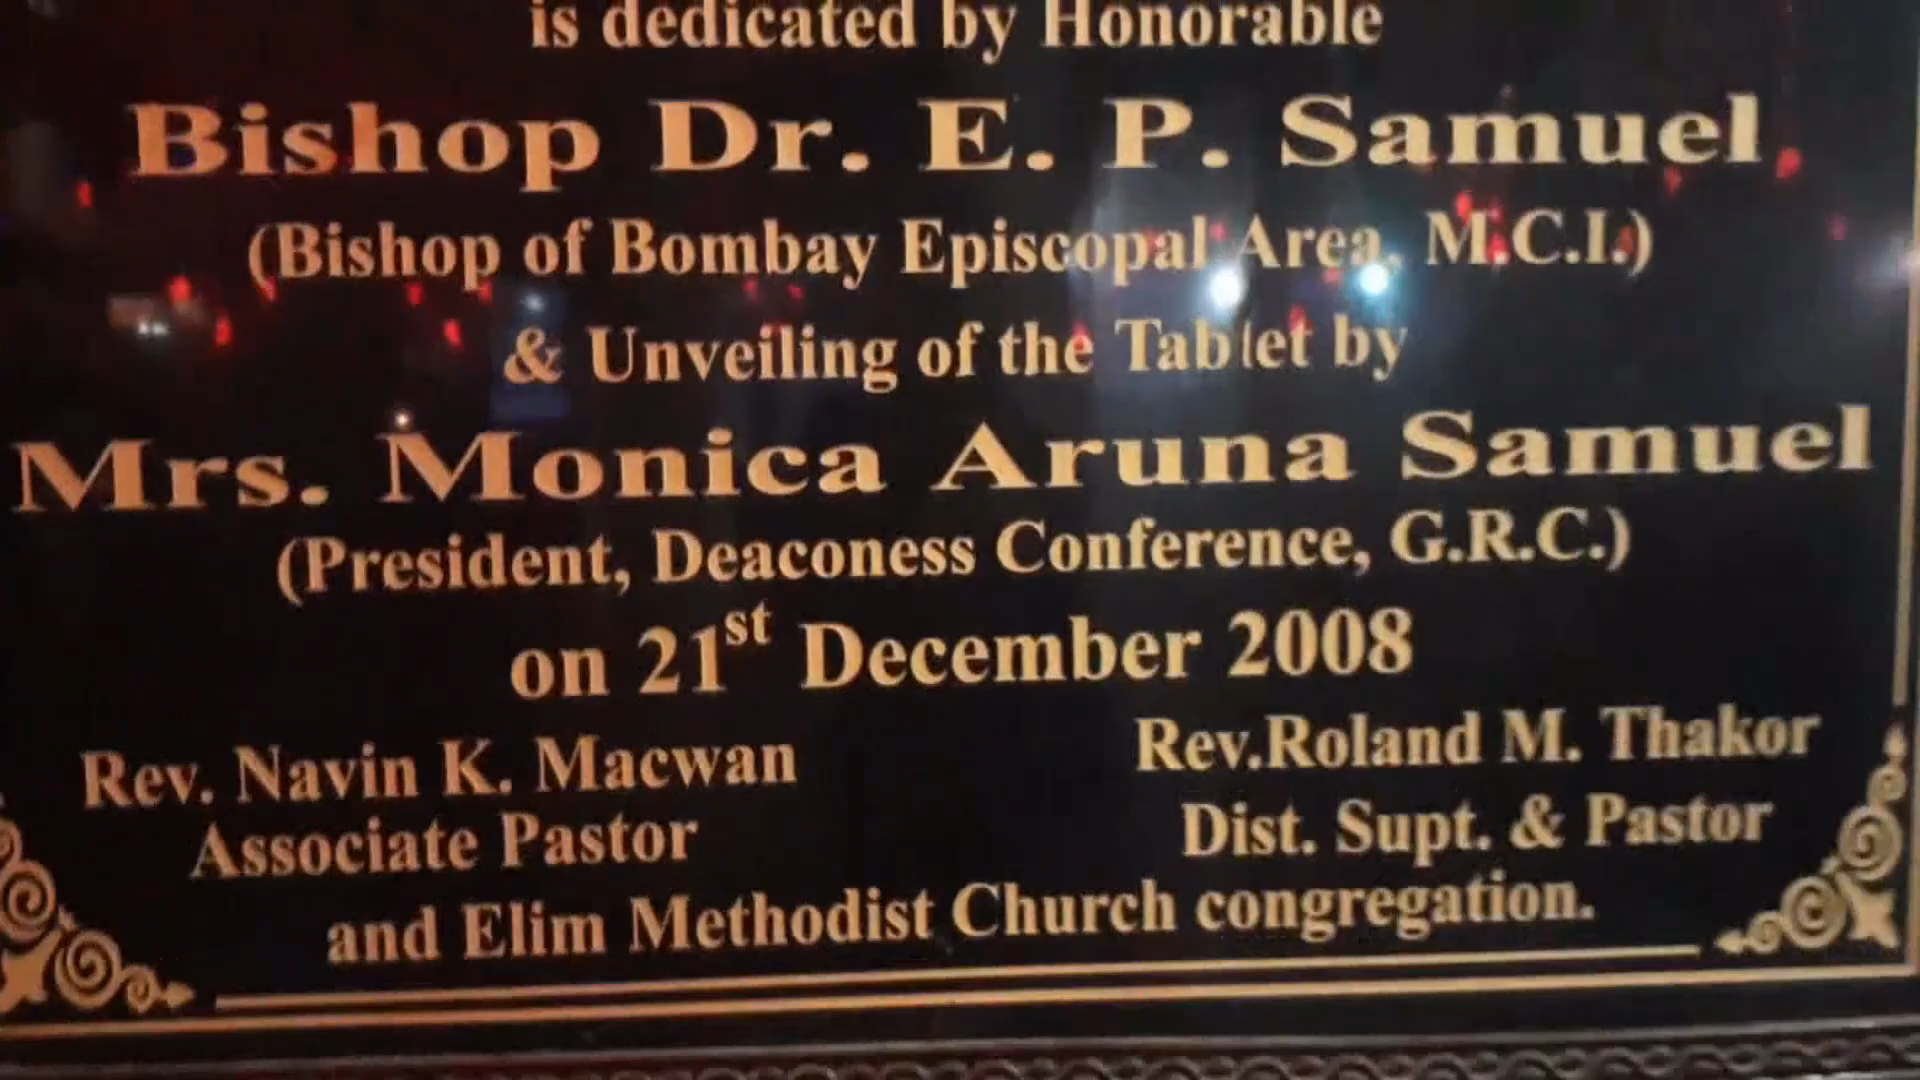 is dedicated by Honorable
Bishop Dr. E. P. Samuel
(Bishop of Bombay Episcopal Area, M.C.I.)
& Unveiling of the Tablet by
Mrs. Monica Aruna Samuel
(President, Deaconess Conference, G.R.C.)
on 21st December 2008
Rev. Navin K. Macwan
Associate Pastor
Rev.Roland M. Thakor
Dist. Supt. & Pastor
and Elim Methodist Church congregation.